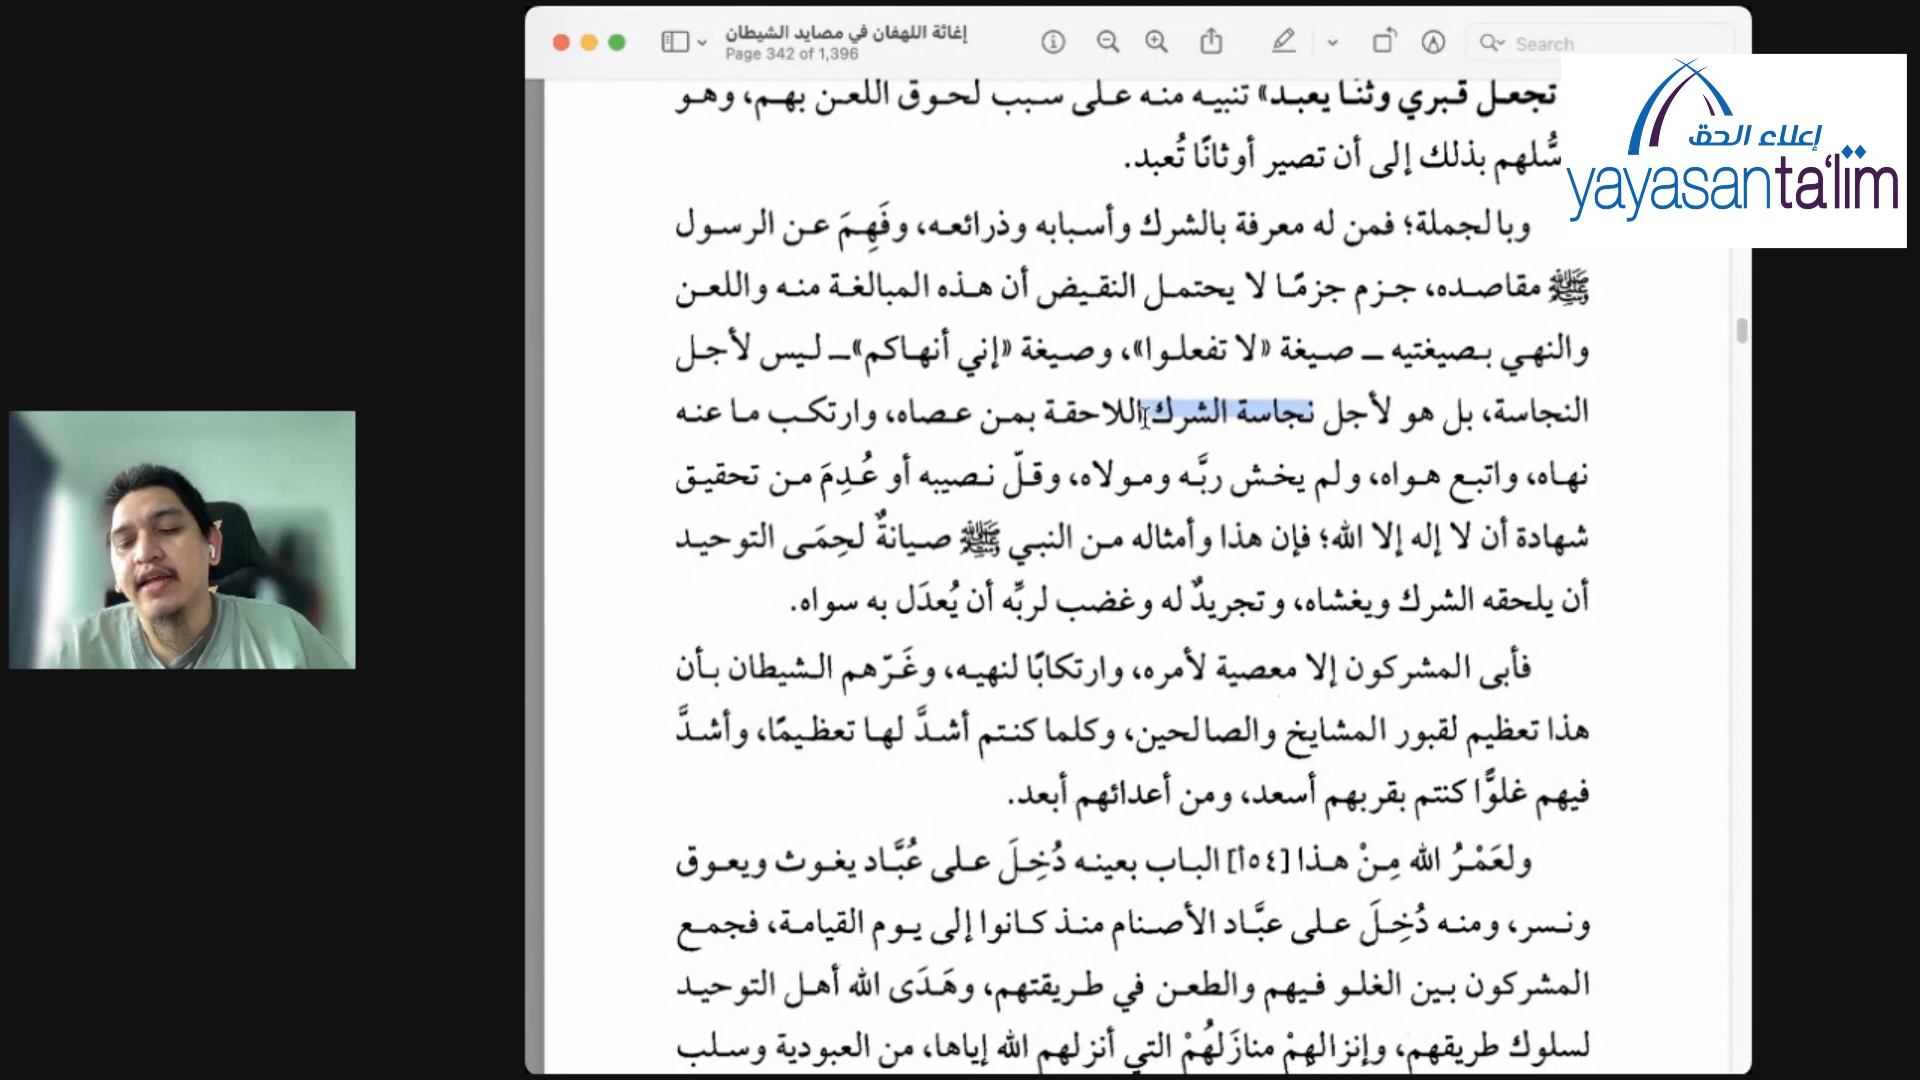 إغاثة اللهفان في مصايد الشيطان
Page 342 of 1,396
Search
إعلاء الحق
yayasanta'lim
تجعل قبري وثنًا يعبد» تنبيه منه على سبب لحوق اللعن بهم، وهو
سُّلهم بذلك إلى أن تصير أوثانًا تُعبد.
وبالجملة؛ فمن له معرفة بالشرك وأسبابه وذرائعه، وفَهِمَ عن الرسول
ﷺ مقاصده، جزم جزمًا لا يحتمل النقيض أن هذه المبالغة منه واللعن
والنهي بصيغتيه ـ صيغة «لا تفعلوا»، وصيغة «إني أنهاكم»ـ ليس لأجل
النجاسة، بل هو لأجل نجاسة الشرك اللاحقة بمن عصاه، وارتكب ما عنه
نهاه، واتبع هواه، ولم يخش ربَّه ومولاه، وقلّ نصيبه أو عُدِمَ من تحقيق
شهادة أن لا إله إلا الله؛ فإن هذا وأمثاله من النبي ﷺ صيانةٌ لحِمَى التوحيد
أن يلحقه الشرك ويغشاه، وتجريدٌ له وغضب لربِّه أن يُعدَل به سواه.
فأبى المشركون إلا معصية لأمره، وارتكابًا لنهيه، وغَرّهم الشيطان بأن
هذا تعظيم لقبور المشايخ والصالحين، وكلما كنتم أشدَّ لها تعظيمًا، وأشدَّ
فيهم غلوًّا كنتم بقربهم أسعد، ومن أعدائهم أبعد.
ولعَمْرُ الله مِنْ هذا [٥٤أ] الباب بعينه دُخِلَ على عُبَّاد يغوث ويعوق
ونسر، ومنه دُخِلَ على عبَّاد الأصنام منذ كانوا إلى يوم القيامة، فجمع
المشركون بين الغلو فيهم والطعن في طريقتهم، وهَدَى الله أهل التوحيد
لسلوك طريقهم، وإنزالهِمْ منازَلهُمْ التي أنزلهم الله إياها، من العبودية وسلب